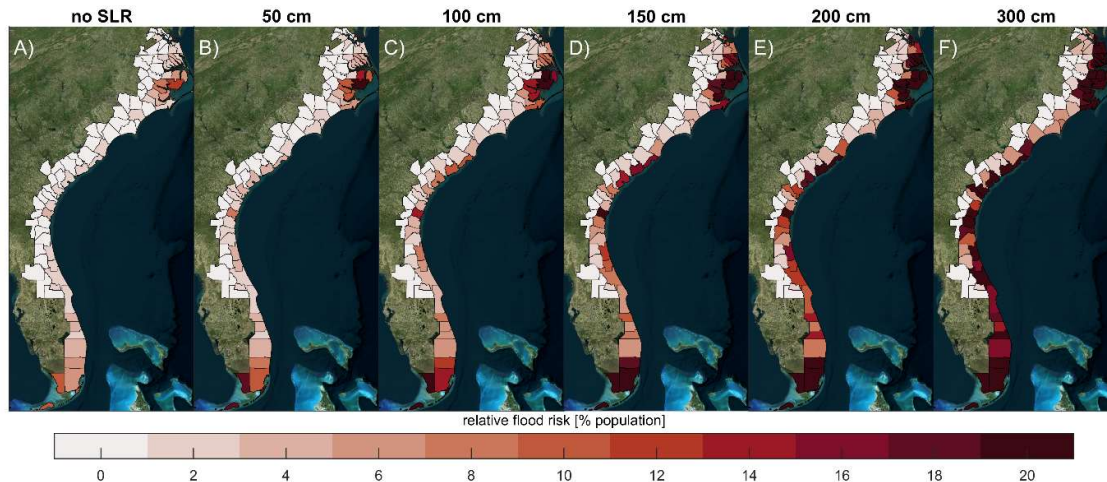 no SLR 50 cm 100 cm 150 cm 200 cm 300 cm
A) B) C) D) E) F)
relative flood risk [% population]
0 2 4 6 8 10 12 14 16 18 20